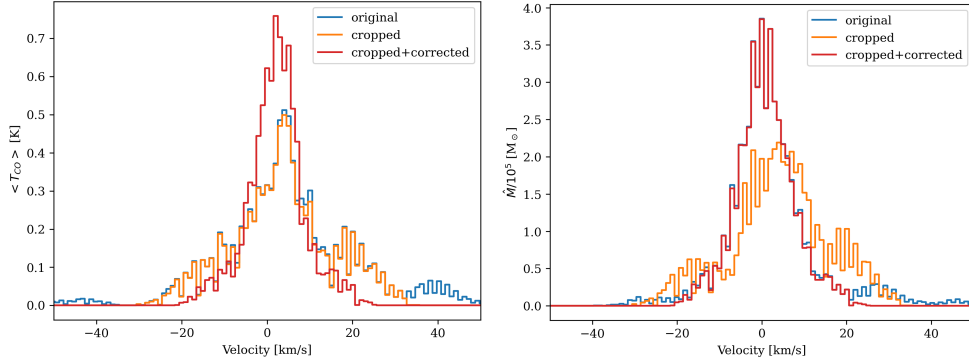 original
cropped
cropped+corrected
0.7
0.6
0.5
0.4
0.3
0.2
0.1
0.0
< T_CO > [K]
−40 −20 0 20 40
Velocity [km/s]
original
cropped
cropped+corrected
4.0
3.5
3.0
2.5
2.0
1.5
1.0
0.5
0.0
M̂/10⁵ [M⊙]
−40 −20 0 20 40
Velocity [km/s]